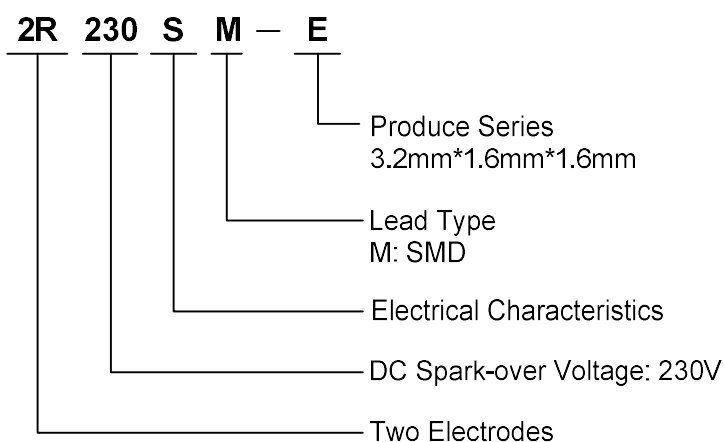 2R 230 S M — E
Produce Series
3.2mm*1.6mm*1.6mm
Lead Type
M: SMD
Electrical Characteristics
DC Spark-over Voltage: 230V
Two Electrodes